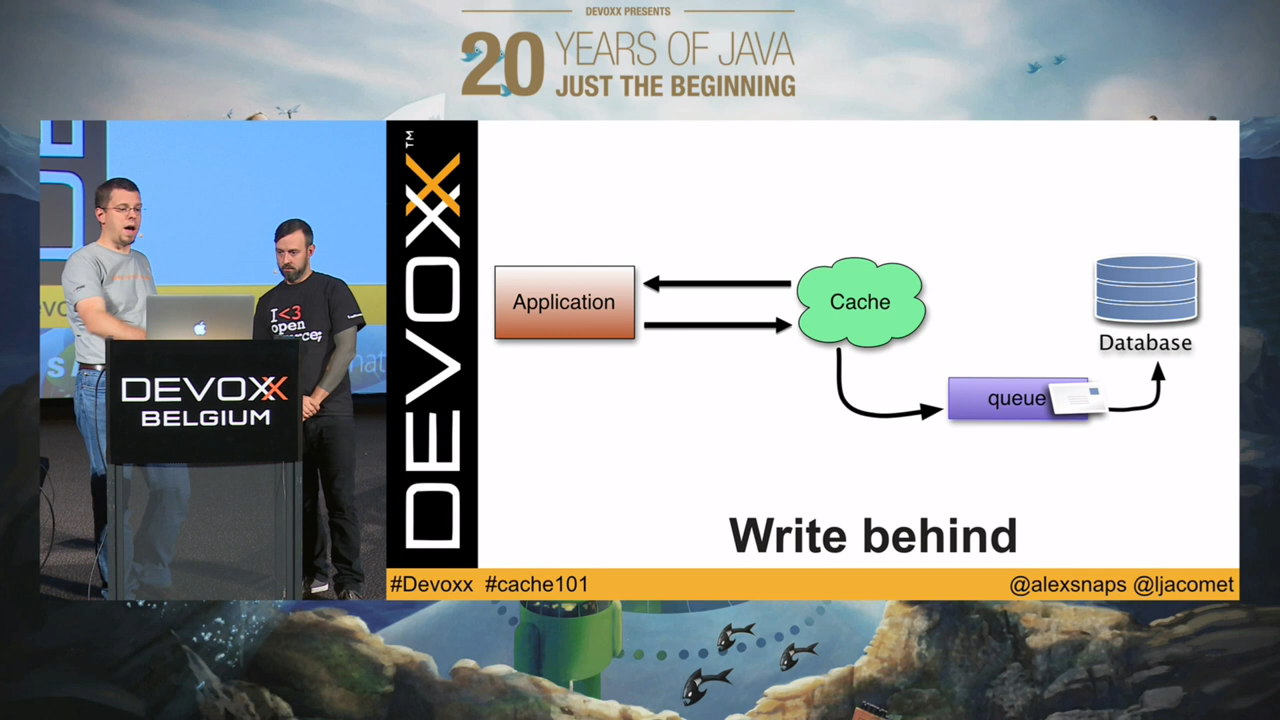 DEVOXX PRESENTS
20 YEARS OF JAVA
JUST THE BEGINNING
DEVOXX™
Application
Cache
Database
queue
Write behind
I <3
open
DEVOXX
BELGIUM
#Devoxx #cache101
@alexsnaps @ljacomet